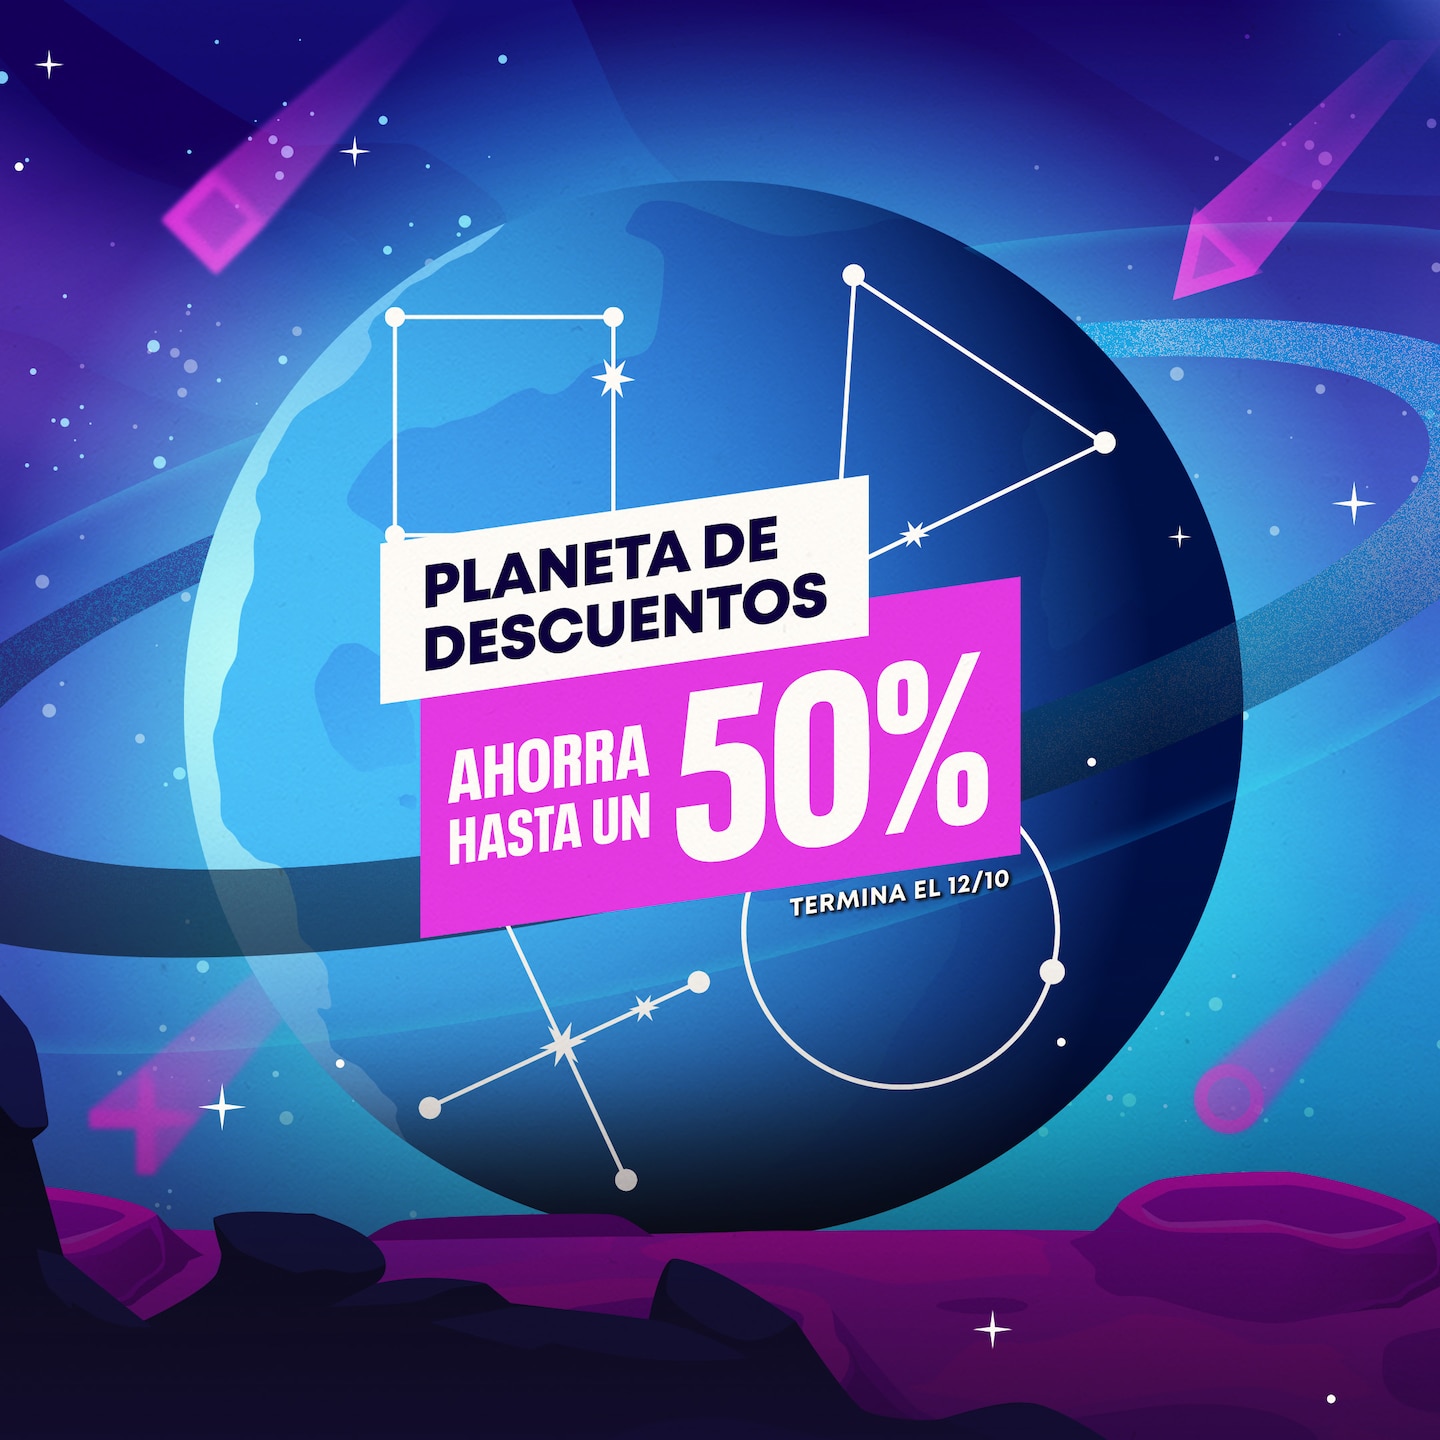 PLANETA DE
DESCUENTOS
AHORRA
HASTA UN
50%
TERMINA EL 12/10